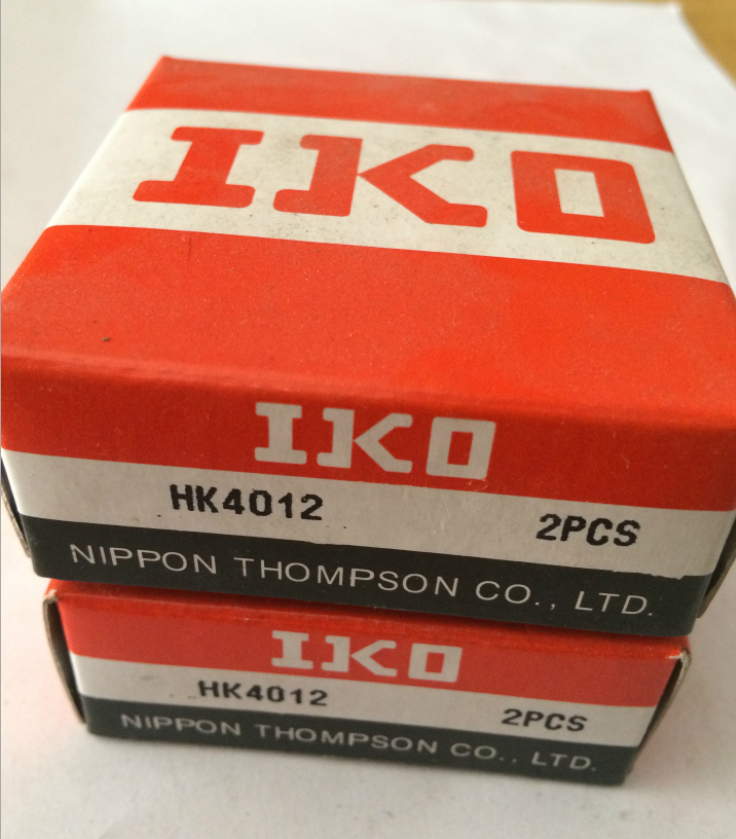 IKO
IKO
HK4012 2PCS
NIPPON THOMPSON CO., LTD.
IKO
HK4012 2PCS
NIPPON THOMPSON CO., LTD.